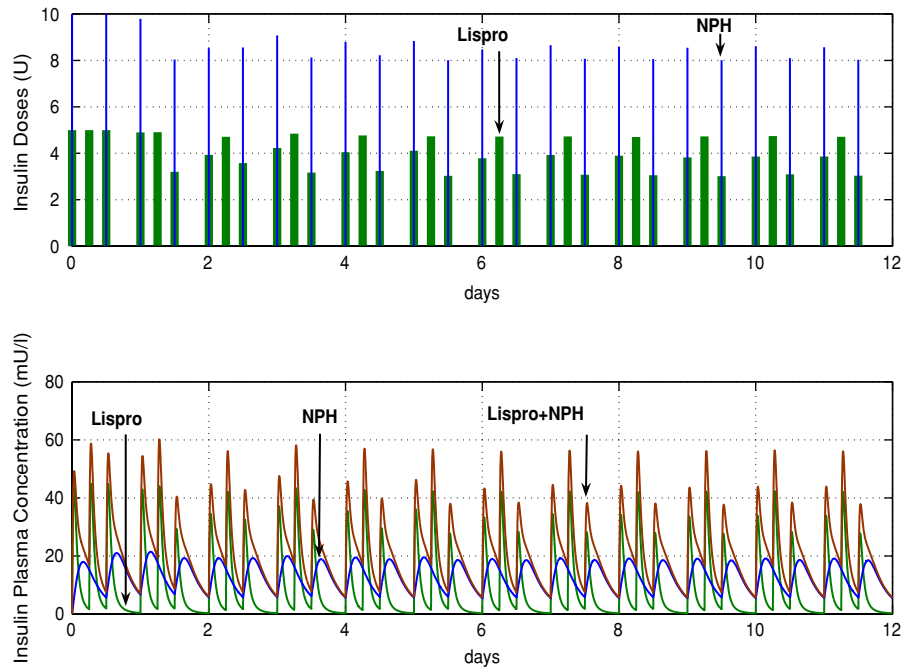 Insulin Doses (U)
10
8
6
4
2
0
Lispro
NPH
0 2 4 6 8 10 12
days
Insulin Plasma Concentration (mU/l)
80
60
40
20
0
Lispro
NPH
Lispro+NPH
0 2 4 6 8 10 12
days